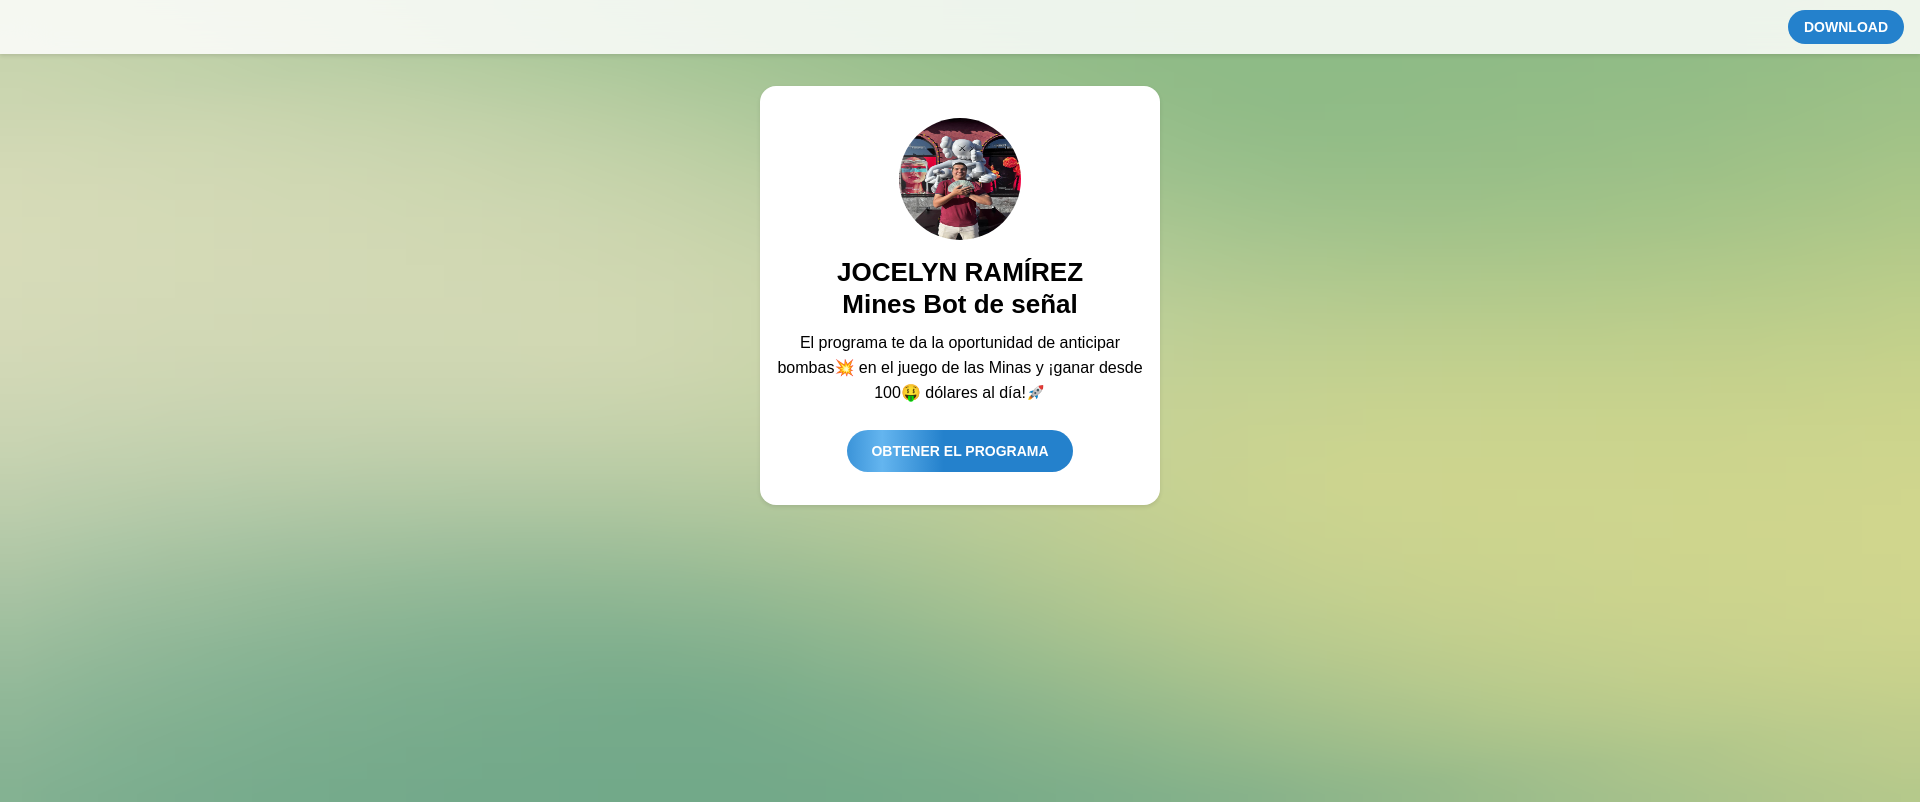 DOWNLOAD
JOCELYN RAMÍREZ
Mines Bot de señal
El programa te da la oportunidad de anticipar
bombas💥 en el juego de las Minas y ¡ganar desde
100🤑 dólares al día!🚀
OBTENER EL PROGRAMA